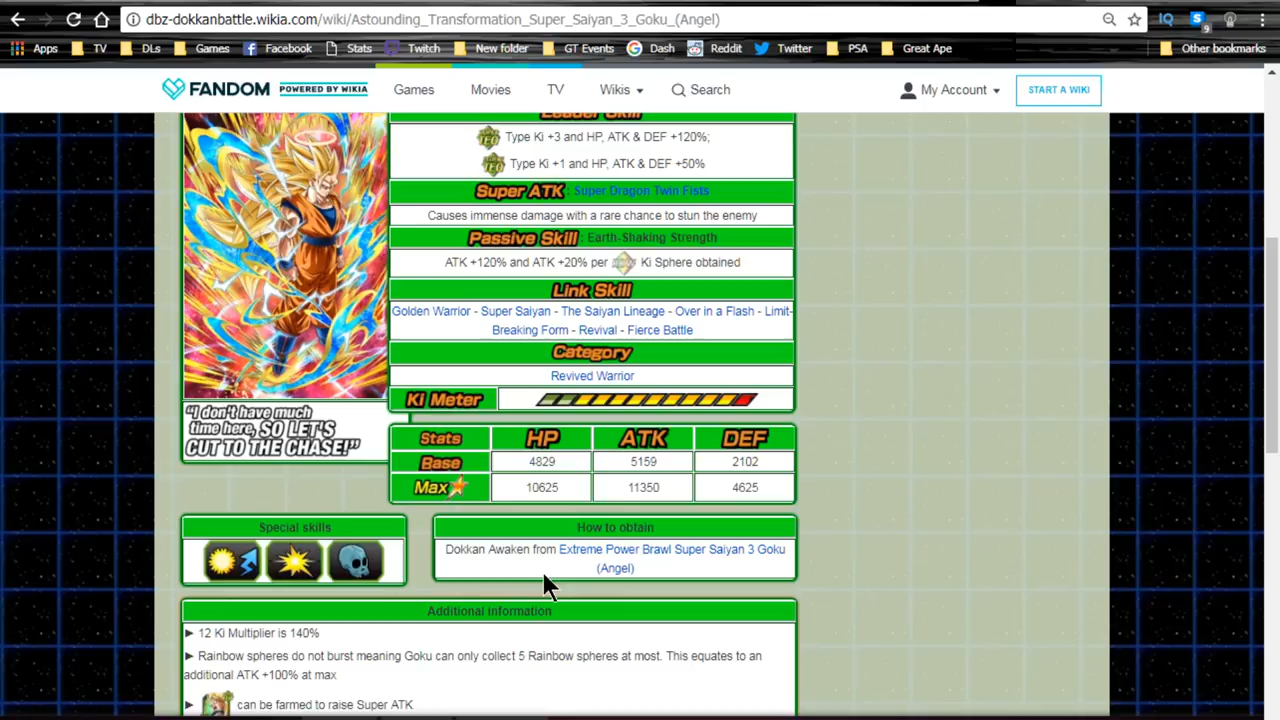 dbz-dokkanbattle.wikia.com/wiki/Astounding_Transformation_Super_Saiyan_3_Goku_(Angel)
IQ
S
9
Apps TV DLs Games Facebook Stats Twitch New folder GT Events Dash Reddit Twitter PSA Great Ape Other bookmarks
FANDOM POWERED BY WIKIA Games Movies TV Wikis Search My Account START A WIKI
Leader Skill
Type Ki +3 and HP, ATK & DEF +120%;
Type Ki +1 and HP, ATK & DEF +50%
Super ATK : Super Dragon Twin Fists
Causes immense damage with a rare chance to stun the enemy
Passive Skill : Earth-Shaking Strength
ATK +120% and ATK +20% per Ki Sphere obtained
Link Skill
Golden Warrior - Super Saiyan - The Saiyan Lineage - Over in a Flash - Limit-
Breaking Form - Revival - Fierce Battle
Category
Revived Warrior
Ki Meter
"I don't have much
time here, SO LET'S
CUT TO THE CHASE!"
Stats HP ATK DEF
Base 4829 5159 2102
Max 10625 11350 4625
Special skills
How to obtain
Dokkan Awaken from Extreme Power Brawl Super Saiyan 3 Goku
(Angel)
Additional information
► 12 Ki Multiplier is 140%
► Rainbow spheres do not burst meaning Goku can only collect 5 Rainbow spheres at most. This equates to an
additional ATK +100% at max
► can be farmed to raise Super ATK